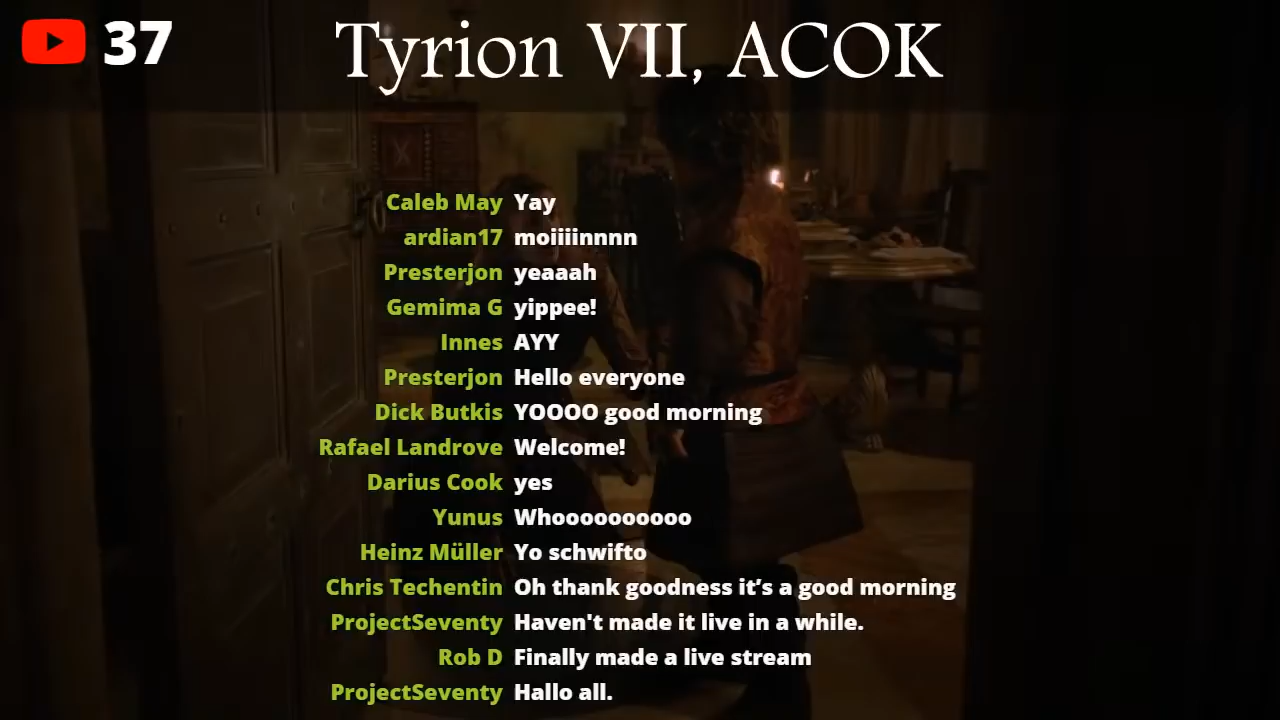 37
Tyrion VII, ACOK
Caleb May Yay
ardian17 moiiiinnnn
Presterjon yeaaah
Gemima G yippee!
Innes AYY
Presterjon Hello everyone
Dick Butkis YOOOO good morning
Rafael Landrove Welcome!
Darius Cook yes
Yunus Whoooooooooo
Heinz Müller Yo schwifto
Chris Techentin Oh thank goodness it’s a good morning
ProjectSeventy Haven't made it live in a while.
Rob D Finally made a live stream
ProjectSeventy Hallo all.